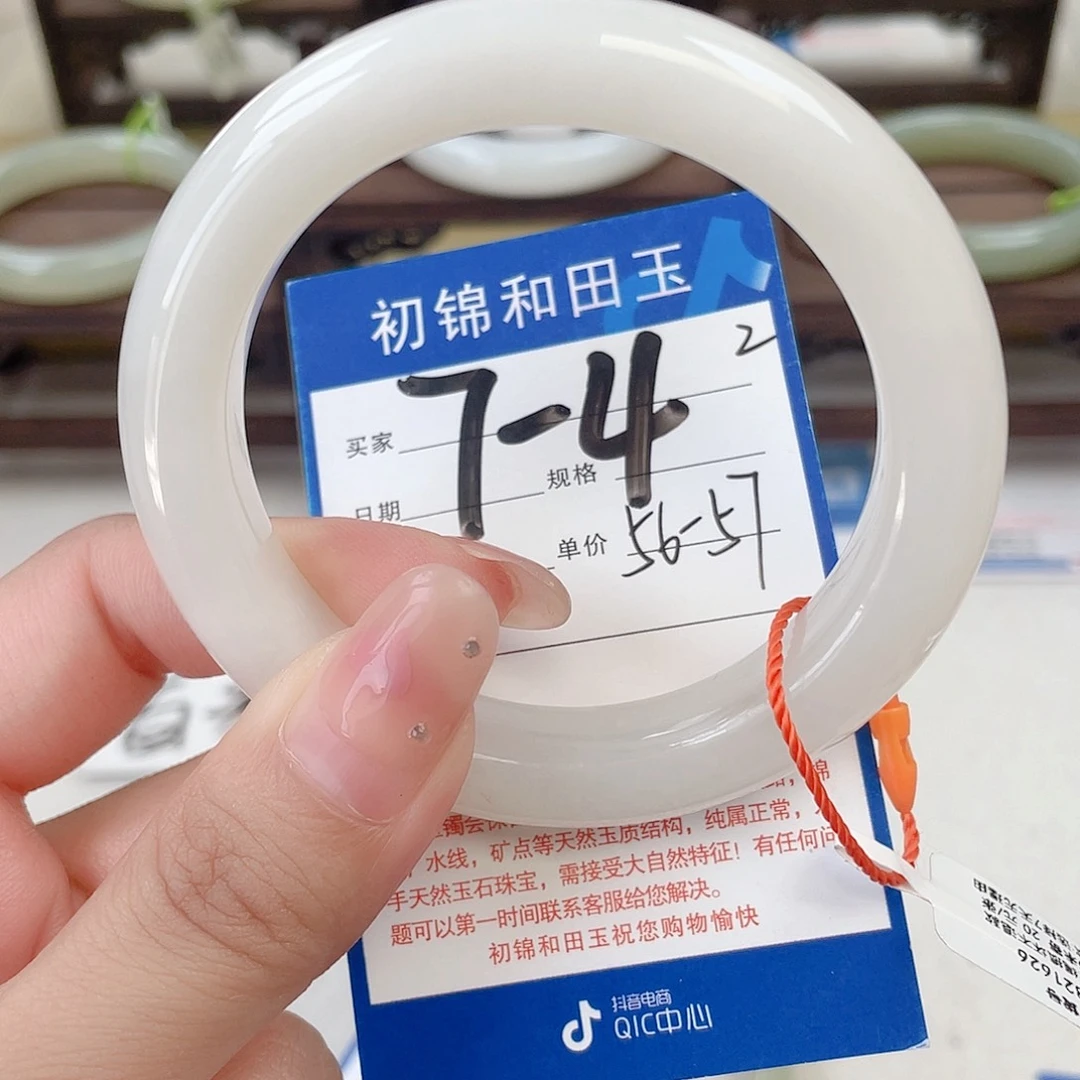 初锦和田玉
2
7-4
买家
规格
日期
单价 56-57
水线,矿点等天然玉质结构,纯属正常,
手天然玉石珠宝,需接受大自然特征!有任何问
题可以第一时间联系客服给您解决。
初锦和田玉祝您购物愉快
抖音电商
QIC中心